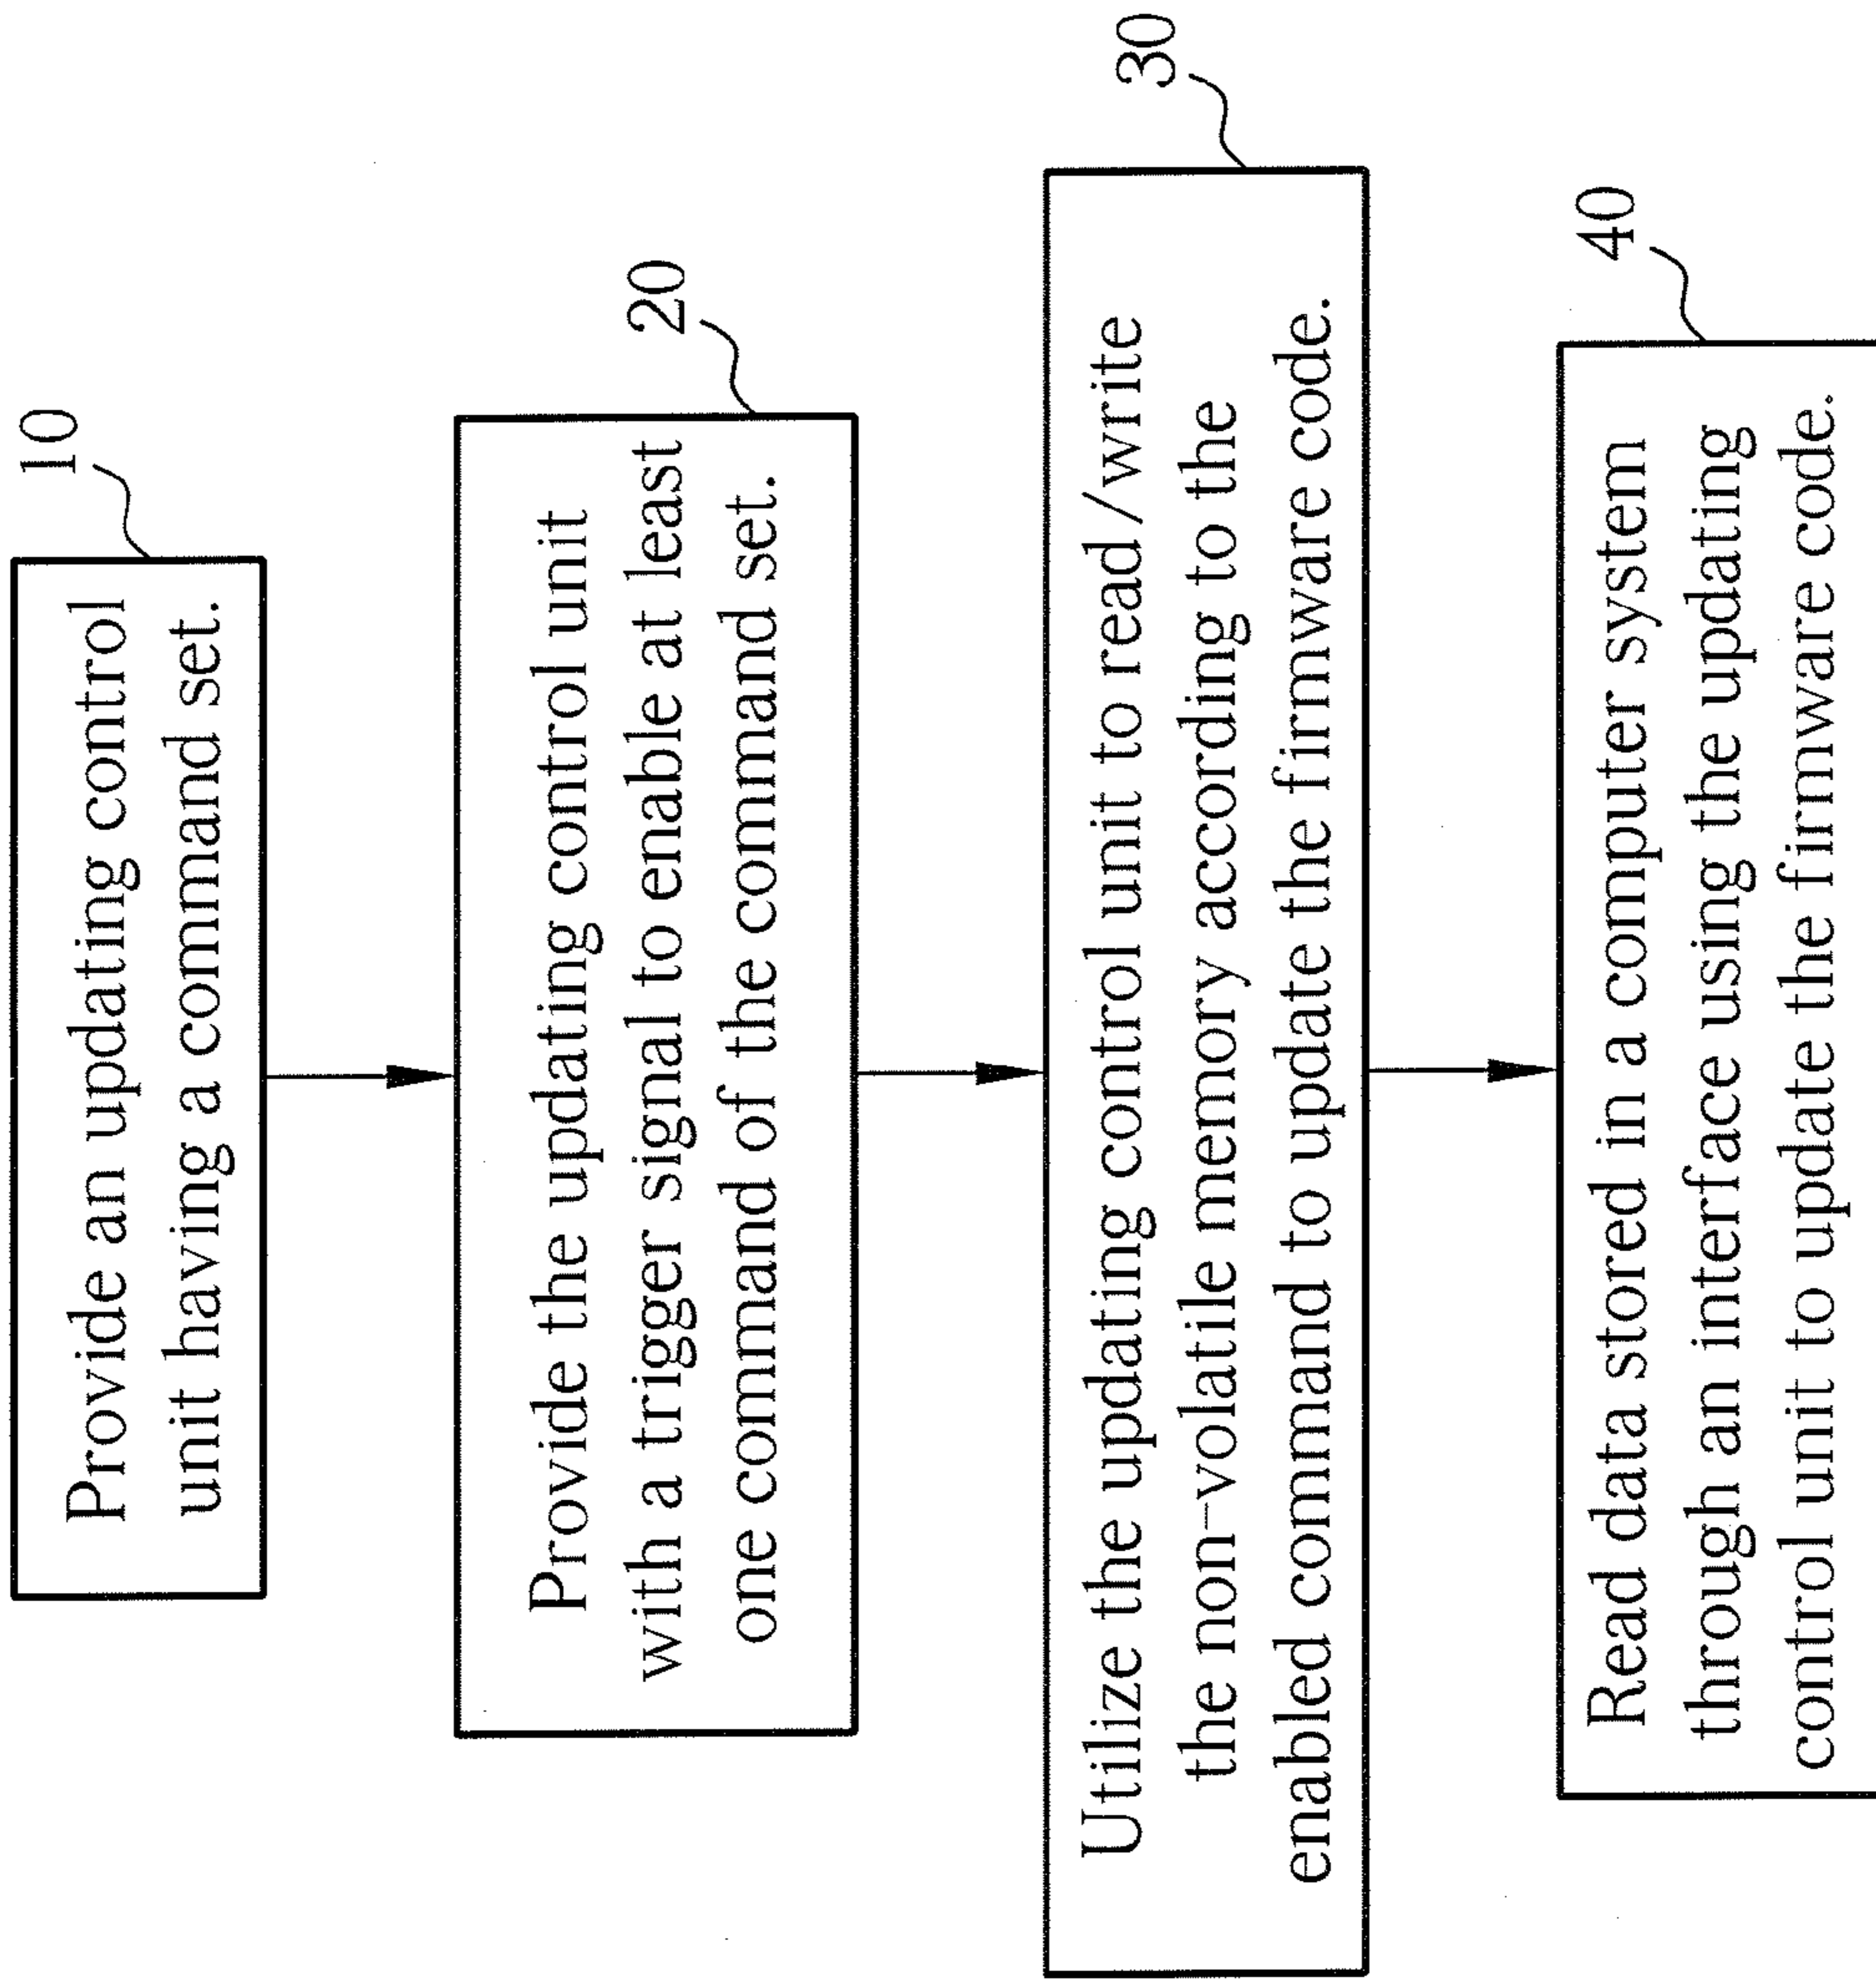 10
Provide an updating control
unit having a command set.
20
Provide the updating control unit
with a trigger signal to enable at least
one command of the command set.
30
Utilize the updating control unit to read/write
the non-volatile memory according to the
enabled command to update the firmware code.
40
Read data stored in a computer system
through an interface using the updating
control unit to update the firmware code.